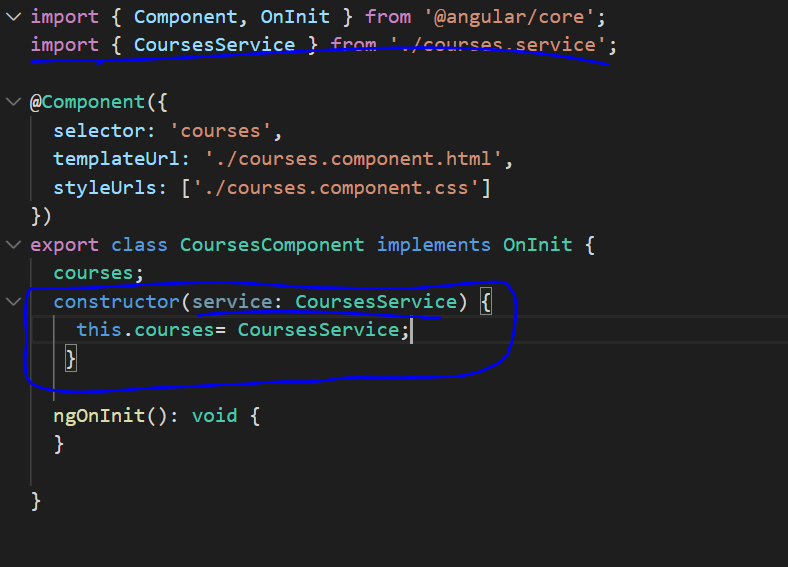 import { Component, OnInit } from '@angular/core';
import { CoursesService } from './courses.service';
@Component({
selector: 'courses',
templateUrl: './courses.component.html',
styleUrls: ['./courses.component.css']
})
export class CoursesComponent implements OnInit {
courses;
constructor(service: CoursesService) {
this.courses= CoursesService;
}
ngOnInit(): void {
}
}